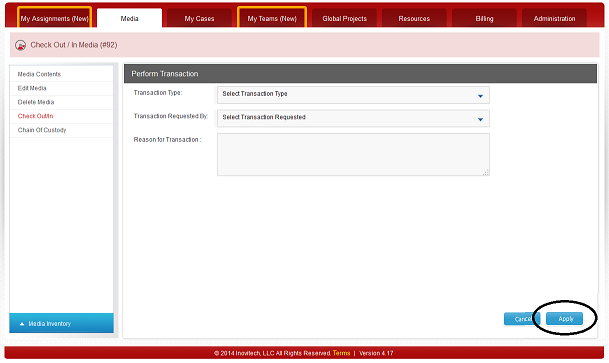 My Assignments (New) Media My Cases My Teams (New) Global Projects Resources Billing Administration
Check Out / In Media (#92)
Media Contents
Edit Media
Delete Media
Check Out/In
Chain Of Custody
Media Inventory
Perform Transaction
Transaction Type: Select Transaction Type
Transaction Requested By: Select Transaction Requested
Reason for Transaction :
Cancel Apply
© 2014 Inovitech, LLC All Rights Reserved. Terms | Version 4.17